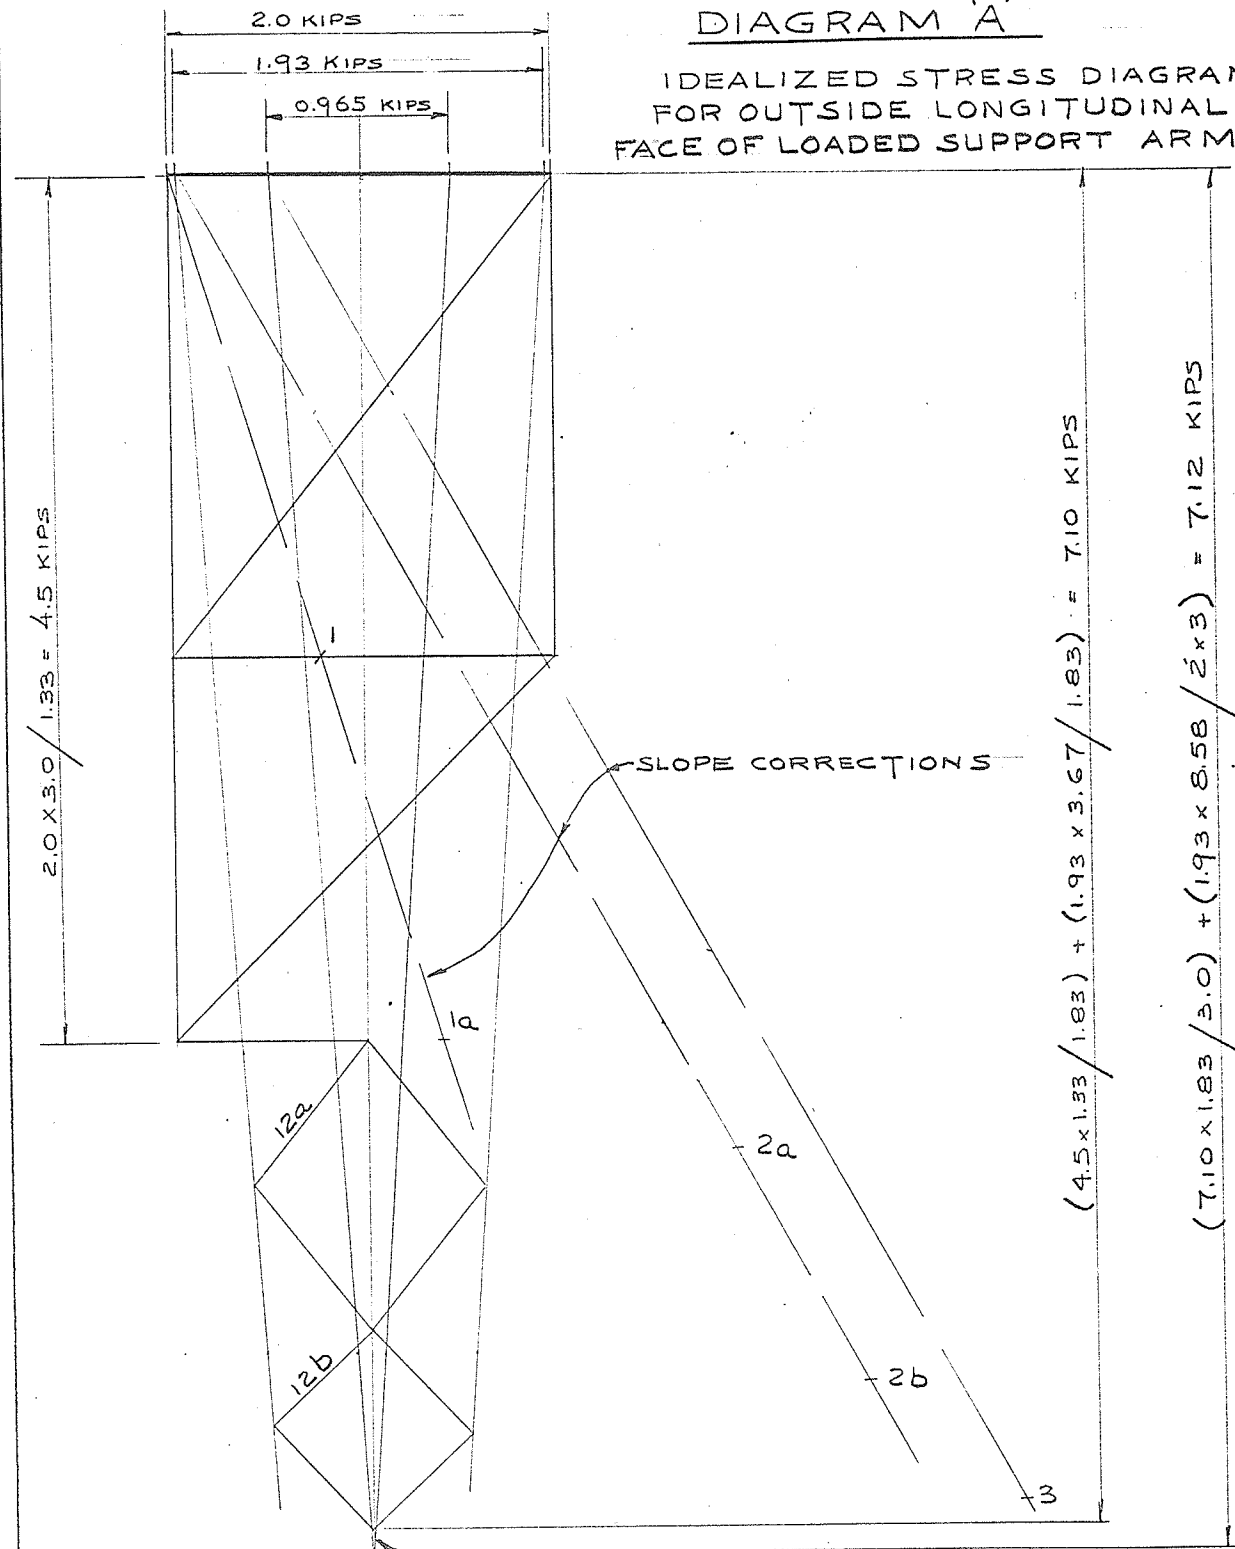 DIAGRAM "A"
IDEALIZED STRESS DIAGRAM
FOR OUTSIDE LONGITUDINAL
FACE OF LOADED SUPPORT ARM
2.0 KIPS
1.93 KIPS
0.965 KIPS
2.0 x 3.0 / 1.33 = 4.5 KIPS
1
SLOPE CORRECTIONS
1a
12a
2a
12b
2b
3
(4.5 x 1.33 / 1.83) + (1.93 x 3.67 / 1.83) = 7.10 KIPS
(7.10 x 1.83 / 3.0) + (1.93 x 8.58 / 2 x 3) = 7.12 KIPS